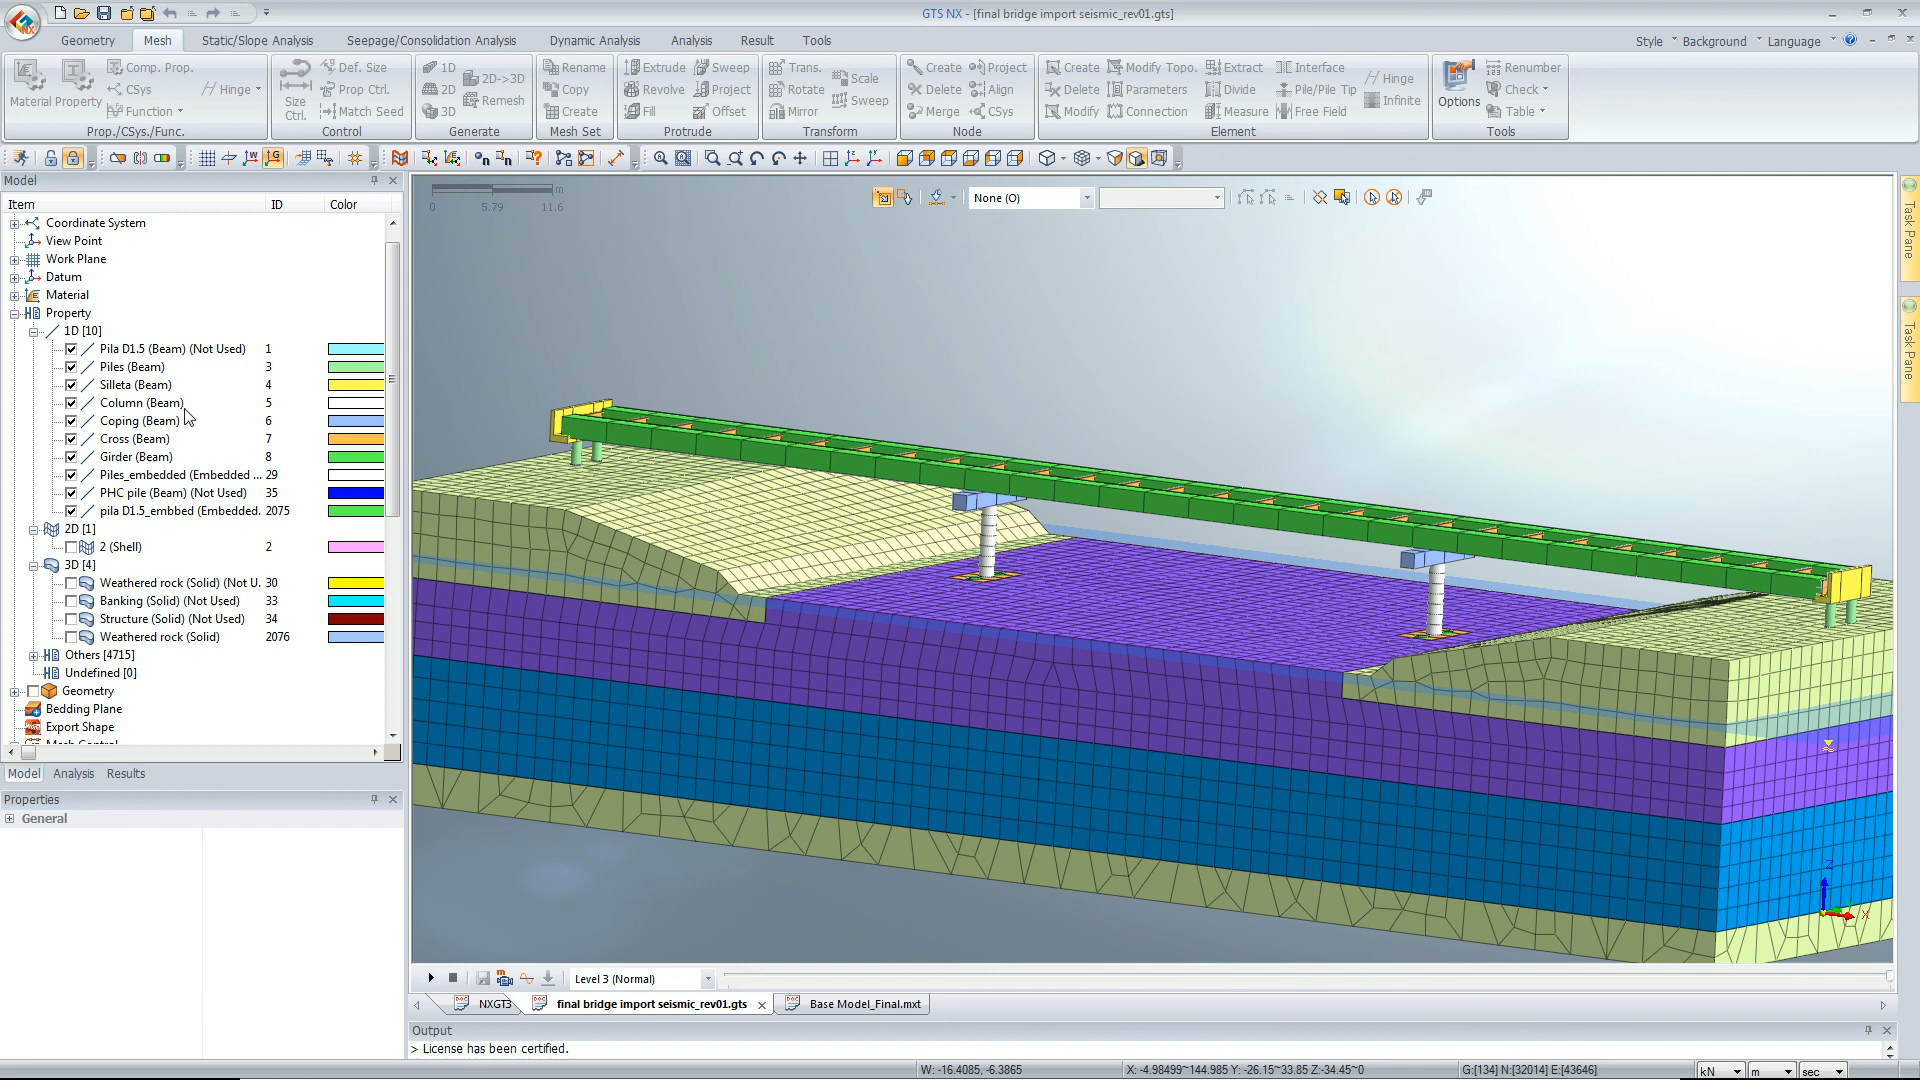 GTS NX - [final bridge import seismic_rev01.gts]
Geometry Mesh Static/Slope Analysis Seepage/Consolidation Analysis Dynamic Analysis Analysis Result Tools
Style Background Language
Material Property Comp. Prop. CSys Function Hinge
Prop./CSys./Func.
Size Ctrl. Def. Size Prop Ctrl. Match Seed
Control
1D 2D 3D 2D->3D Remesh
Generate
Rename Copy Create
Mesh Set
Extrude Revolve Fill Sweep Project Offset
Protrude
Trans. Rotate Mirror Scale Sweep
Transform
Create Delete Merge Project Align CSys
Node
Create Delete Modify Modify Topo. Parameters Connection Extract Divide Measure Interface Pile/Pile Tip Free Field Hinge Infinite
Element
Options Renumber Check Table
Tools
Model
Item ID Color
Coordinate System
View Point
Work Plane
Datum
Material
Property
1D [10]
Pila D1.5 (Beam) (Not Used) 1
Piles (Beam) 3
Silleta (Beam) 4
Column (Beam) 5
Coping (Beam) 6
Cross (Beam) 7
Girder (Beam) 8
Piles_embedded (Embedded ... 29
PHC pile (Beam) (Not Used) 35
pila D1.5_embbed (Embedded. 2075
2D [1]
2 (Shell) 2
3D [4]
Weathered rock (Solid) (Not U. 30
Banking (Solid) (Not Used) 33
Structure (Solid) (Not Used) 34
Weathered rock (Solid) 2076
Others [4715]
Undefined [0]
Geometry
Bedding Plane
Export Shape
Model Analysis Results
Properties
General
0 5.79 11.6 m
None (O)
Task Pane
Task Pane
Z
X
Level 3 (Normal)
NXGT3 final bridge import seismic_rev01.gts Base Model_Final.mxt
Output
> License has been certified.
W: -16.4085, -6.3865 X: -4.98499~144.985 Y: -26.15~33.85 Z:-34.45~0 G:[134] N:[32014] E:[43646] kN m sec